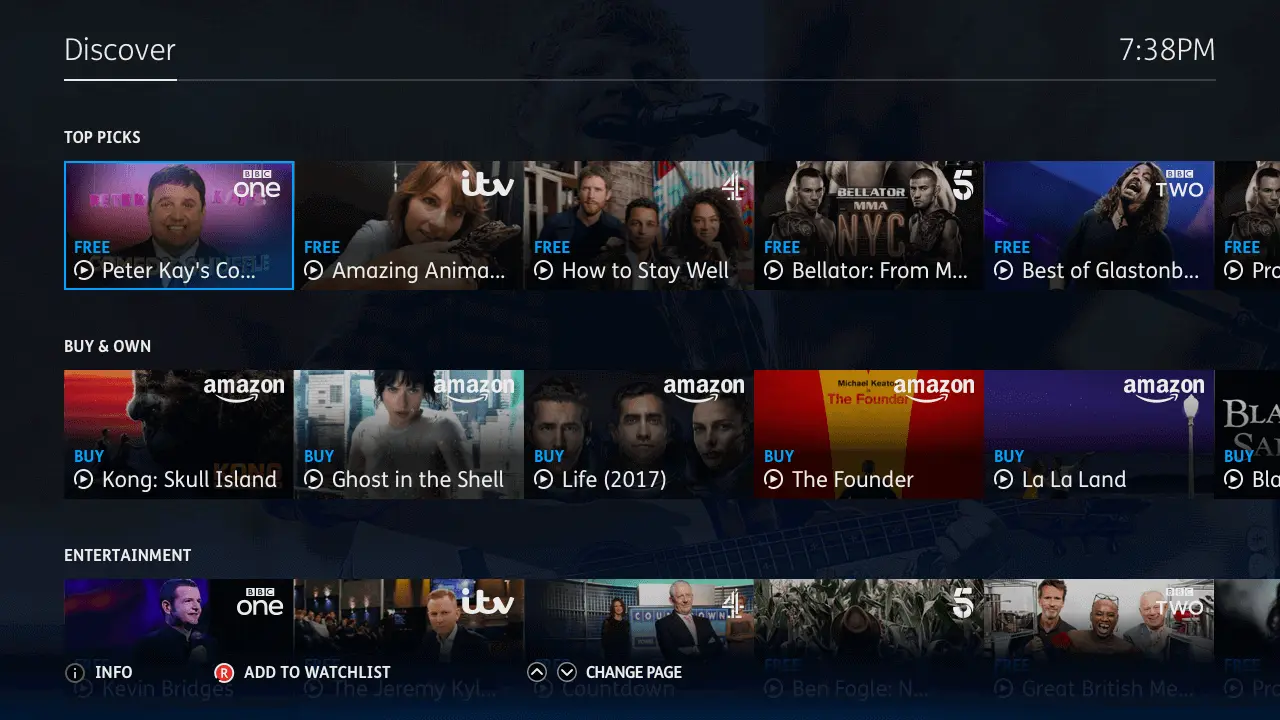 Discover
7:38PM
TOP PICKS
BBC one
FREE
Peter Kay's Co...
itv
FREE
Amazing Anima...
4
FREE
How to Stay Well
BELLATOR
MMA
NYC
5
FREE
Bellator: From M...
BBC TWO
FREE
Best of Glastonb...
FREE
Pro
BUY & OWN
amazon
BUY
KONG
Kong: Skull Island
amazon
BUY
Ghost in the Shell
amazon
BUY
Life (2017)
Michael Keato
The Founder
amazon
BUY
The Founder
amazon
BUY
La La Land
BLA
SA
BUY
Bla
ENTERTAINMENT
BBC one
Kevin Bridges
itv
The Jeremy Kyl...
COUNTDOWN
4
Countdown
5
FREE
Ben Fogle: N...
BBC TWO
FREE
Great British Me...
FREE
Pro
i INFO
R ADD TO WATCHLIST
CHANGE PAGE